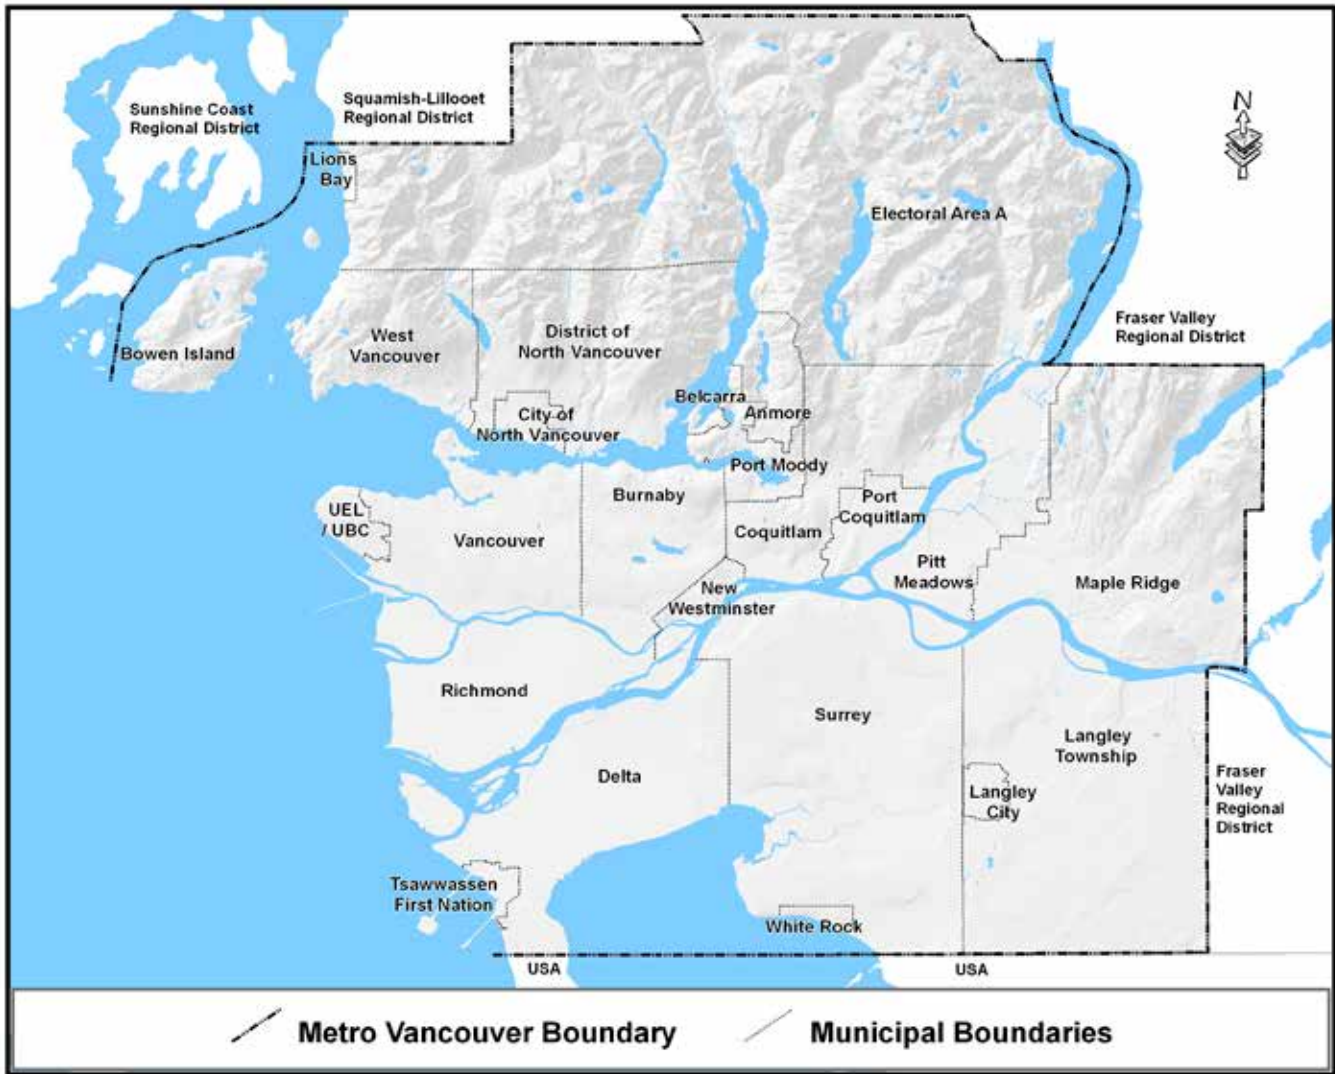 N
Sunshine Coast
Regional District
Squamish-Lillooet
Regional District
Lions
Bay
Electoral Area A
Fraser Valley
Regional District
Bowen Island
West
Vancouver
District of
North Vancouver
Belcarra
Anmore
City of
North Vancouver
Port Moody
Burnaby
Port
Coquitlam
UEL
/ UBC
Vancouver
Coquitlam
Pitt
Meadows
Maple Ridge
New
Westminster
Richmond
Surrey
Langley
Township
Delta
Langley
City
Fraser
Valley
Regional
District
Tsawwassen
First Nation
White Rock
USA
USA
Metro Vancouver Boundary
Municipal Boundaries